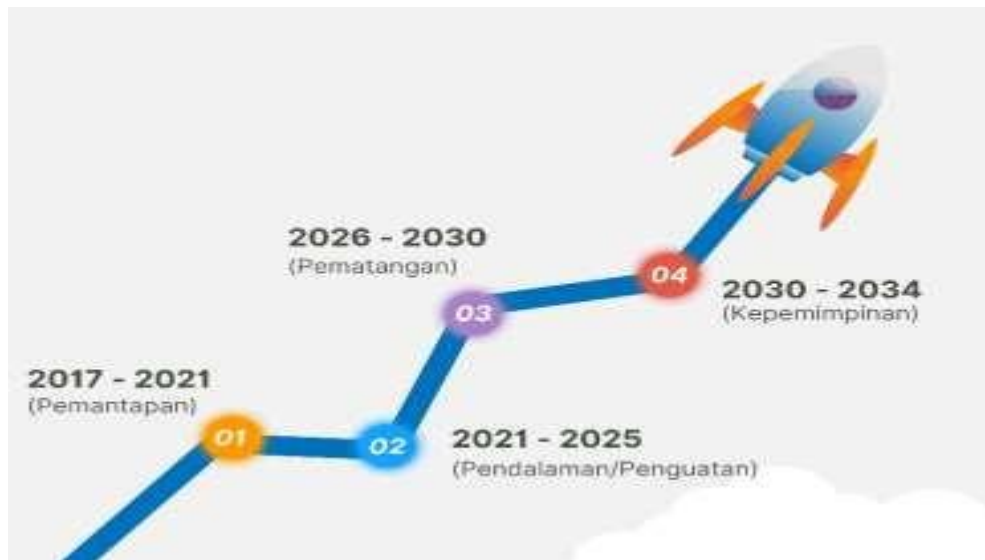 2026 - 2030
(Pematangan)
04
2030 - 2034
(Kepemimpinan)
03
2017 - 2021
(Pemantapan)
01
02
2021 - 2025
(Pendalaman/Penguatan)